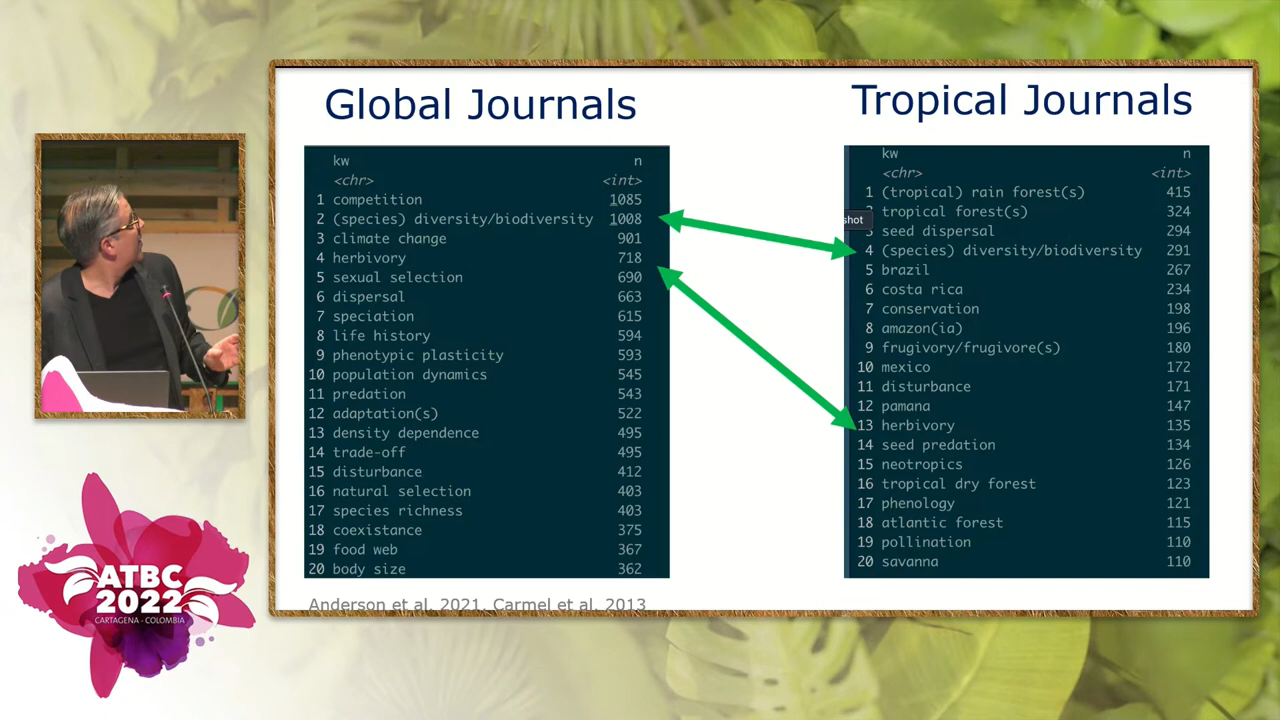 Global Journals
kw n
<chr> <int>
1 competition 1085
2 (species) diversity/biodiversity 1008
3 climate change 901
4 herbivory 718
5 sexual selection 690
6 dispersal 663
7 speciation 615
8 life history 594
9 phenotypic plasticity 593
10 population dynamics 545
11 predation 543
12 adaptation(s) 522
13 density dependence 495
14 trade-off 495
15 disturbance 412
16 natural selection 403
17 species richness 403
18 coexistance 375
19 food web 367
20 body size 362
Anderson et al. 2021, Carmel et al. 2013
Tropical Journals
kw n
<chr> <int>
1 (tropical) rain forest(s) 415
2 tropical forest(s) 324
shot
3 seed dispersal 294
4 (species) diversity/biodiversity 291
5 brazil 267
6 costa rica 234
7 conservation 198
8 amazon(ia) 196
9 frugivory/frugivore(s) 180
10 mexico 172
11 disturbance 171
12 pamana 147
13 herbivory 135
14 seed predation 134
15 neotropics 126
16 tropical dry forest 123
17 phenology 121
18 atlantic forest 115
19 pollination 110
20 savanna 110
ATBC
2022
CARTAGENA - COLOMBIA